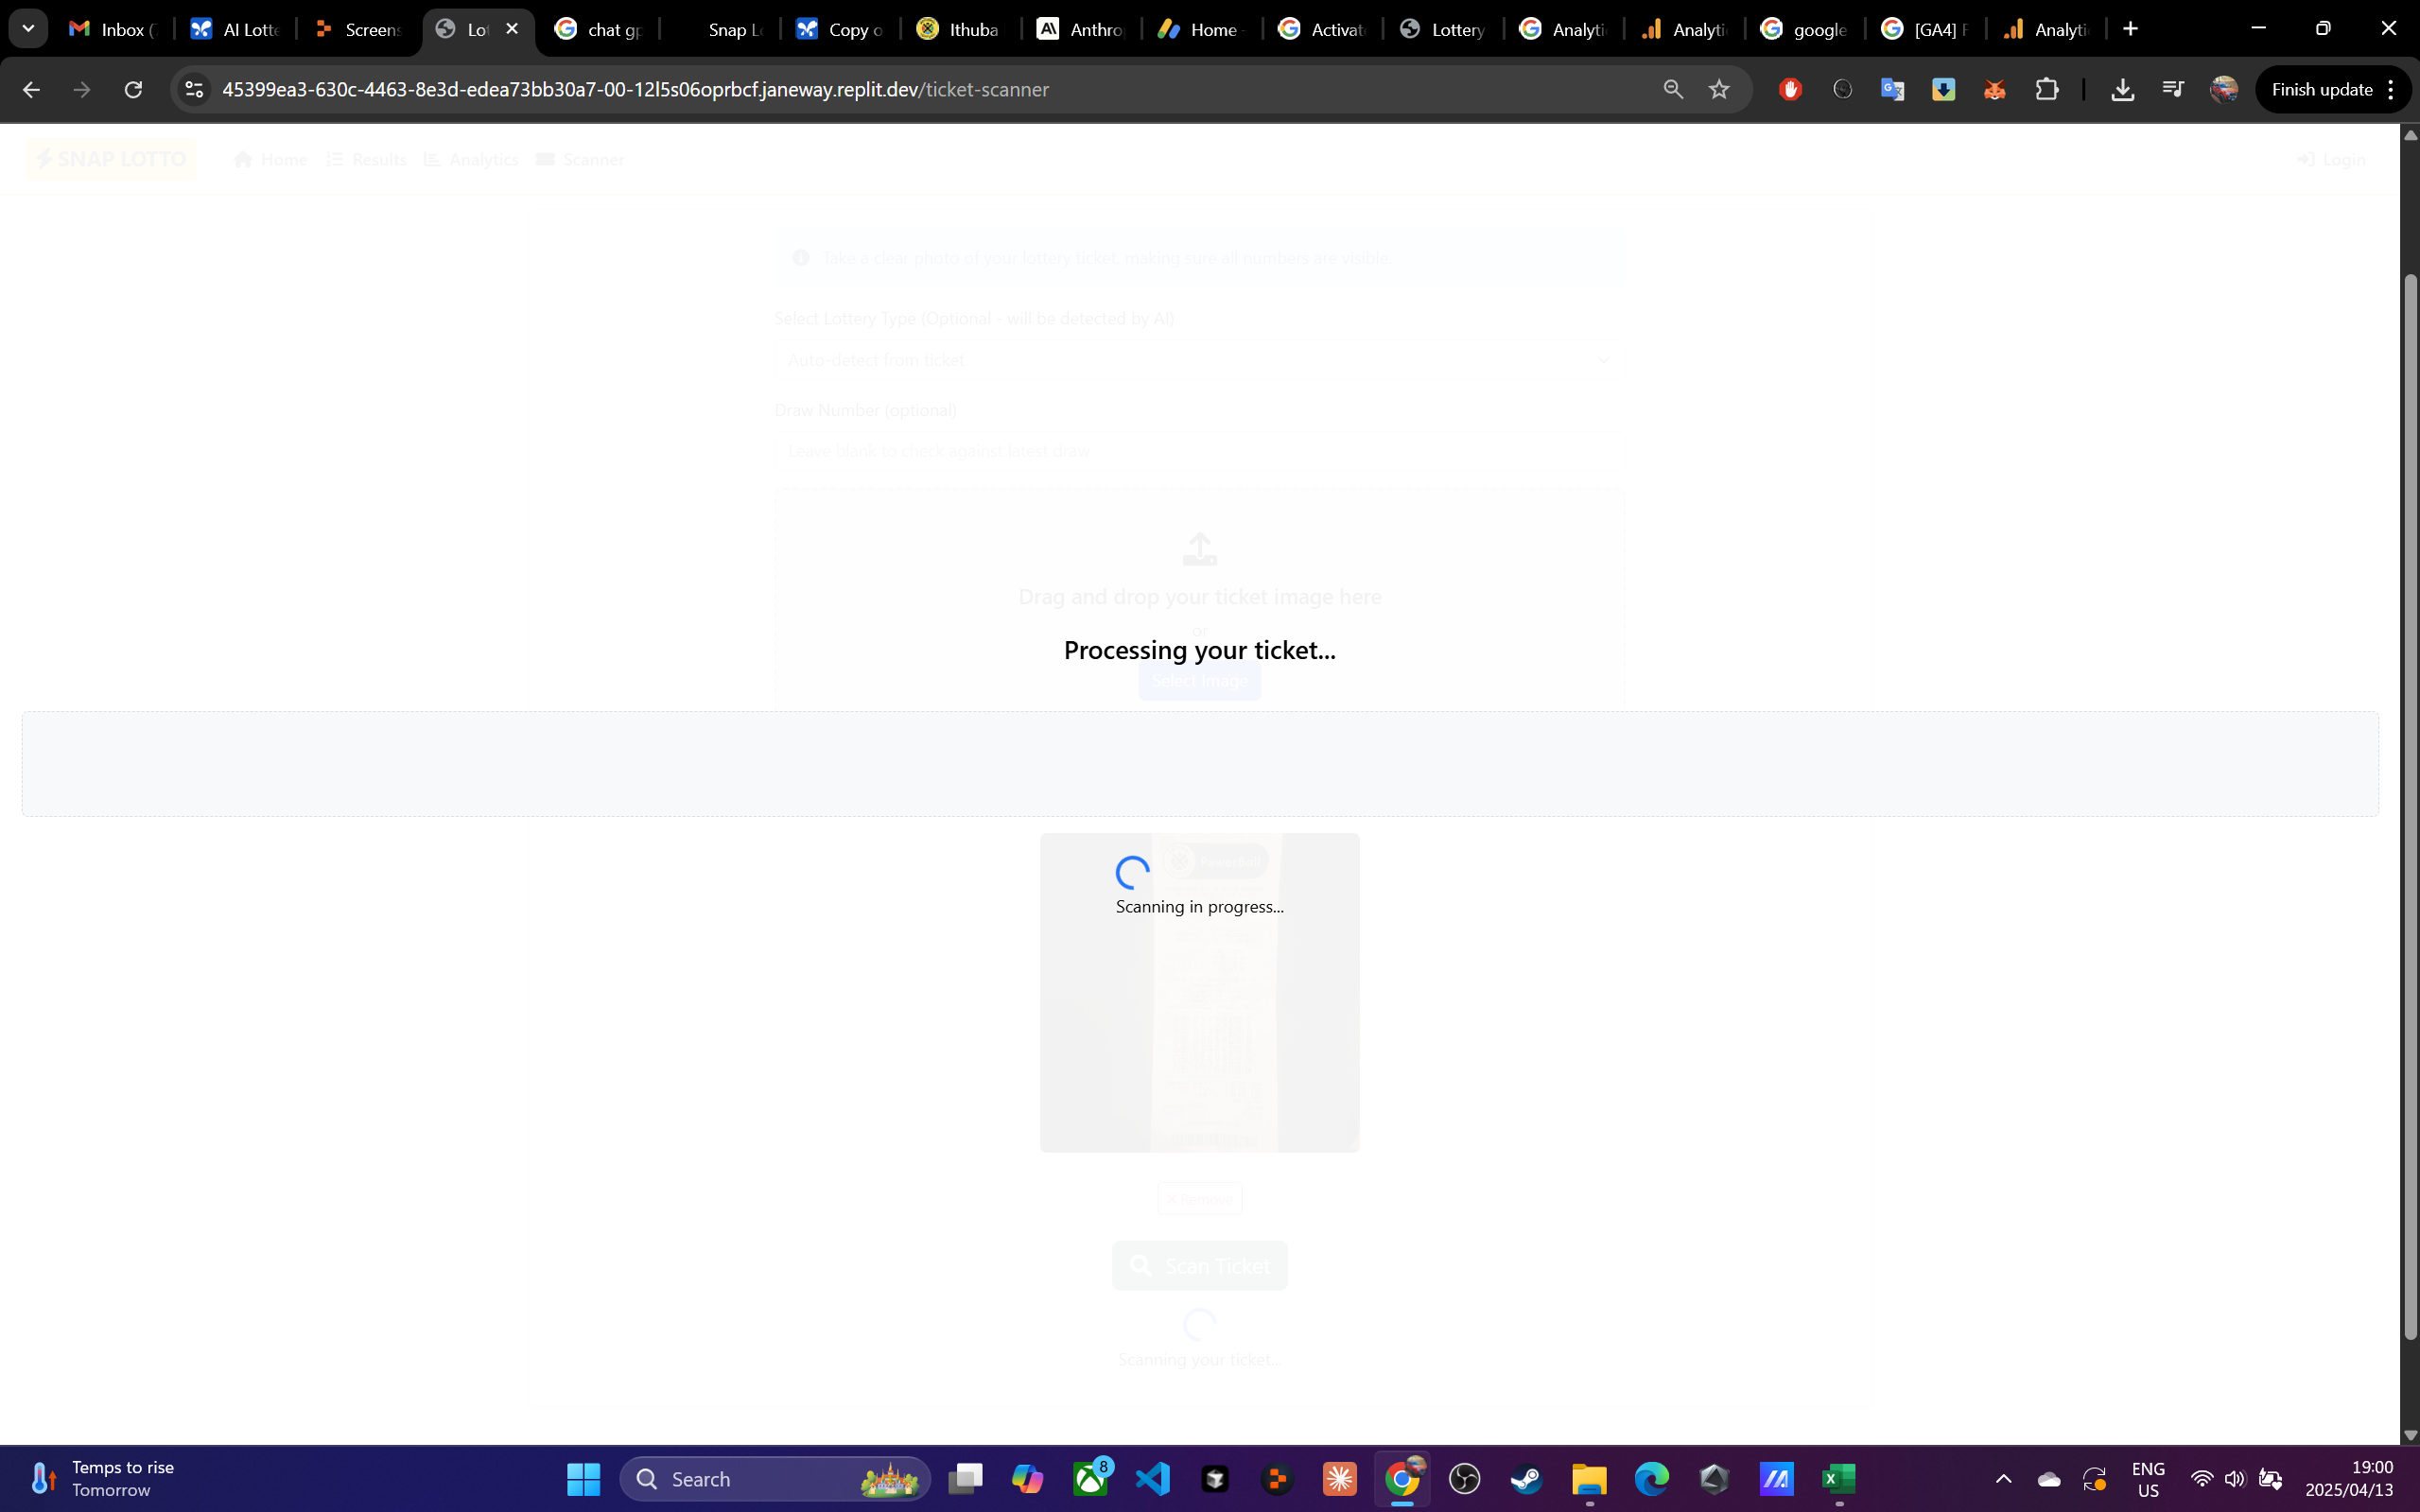 Inbox (
AI Lotte
Screens
Lot
chat gp
Snap Lo
Copy o
Ithuba
Anthro
Home -
Activat
Lottery
Analyti
Analyti
google
[GA4] F
Analyti
45399ea3-630c-4463-8e3d-edea73bb30a7-00-12l5s06oprbcf.janeway.replit.dev/ticket-scanner
Finish update
SNAP LOTTO
Home
Results
Analytics
Scanner
Login
Take a clear photo of your lottery ticket, making sure all numbers are visible.
Select Lottery Type (Optional - will be detected by AI)
Auto-detect from ticket
Draw Number (optional)
Leave blank to check against latest draw
Drag and drop your ticket image here
or
Processing your ticket...
Select Image
Scanning in progress...
Remove
Scan Ticket
Scanning your ticket...
Temps to rise
Tomorrow
Search
8
ENG
US
19:00
2025/04/13